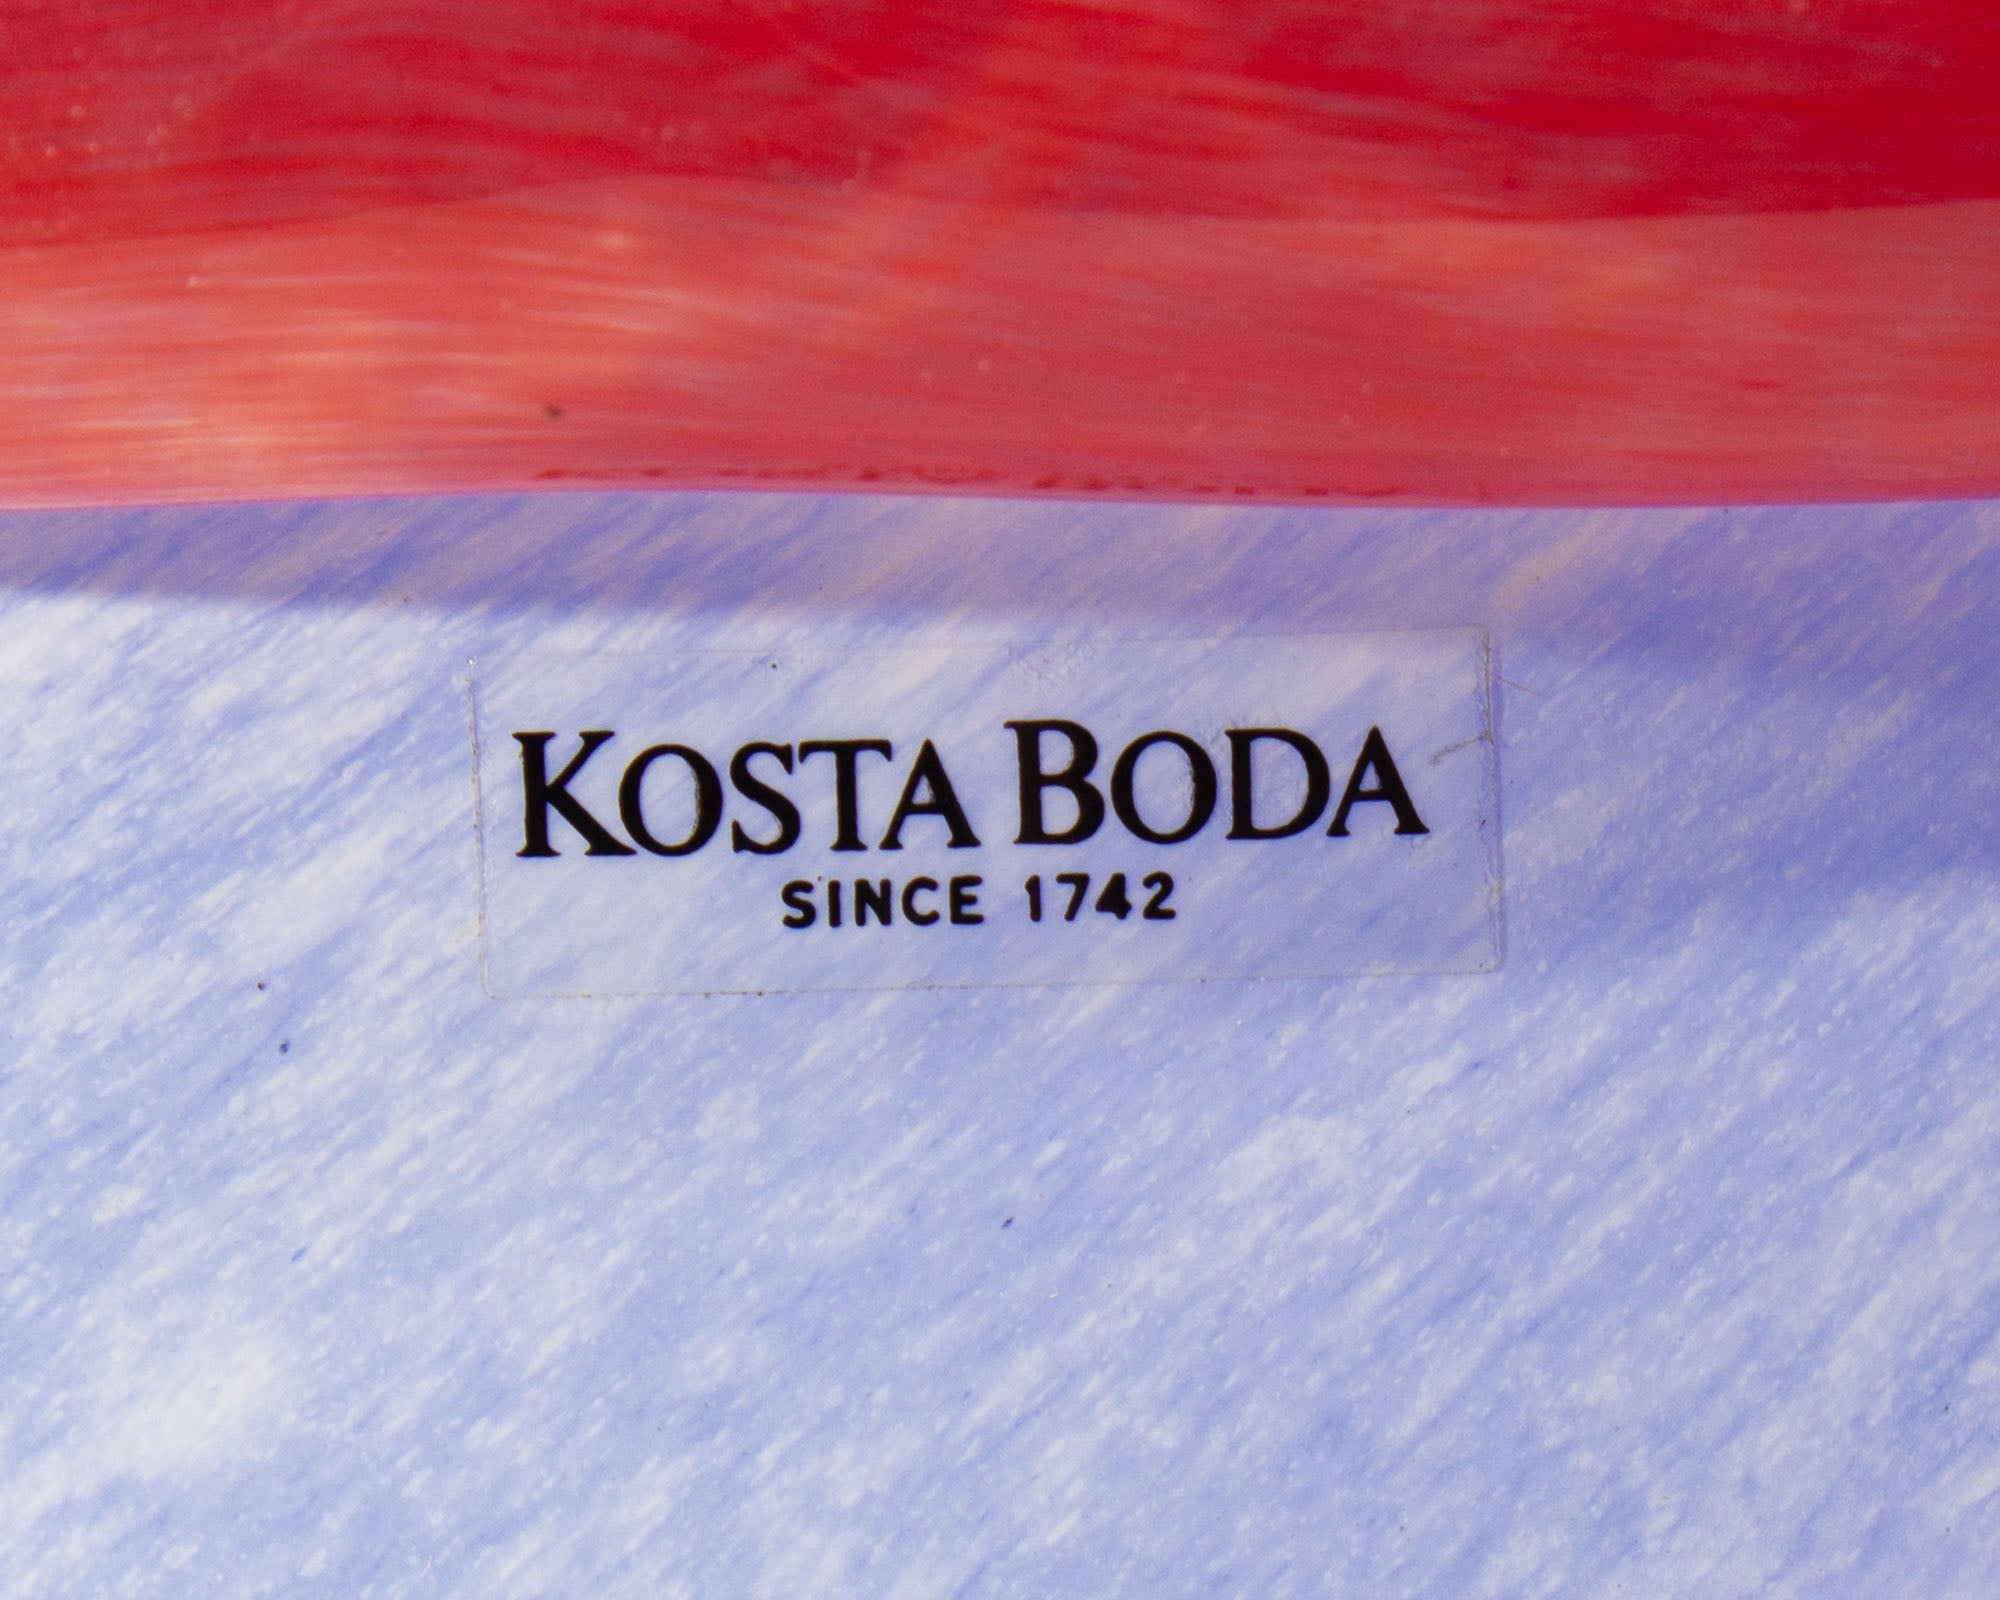 KOSTA BODA
SINCE 1742